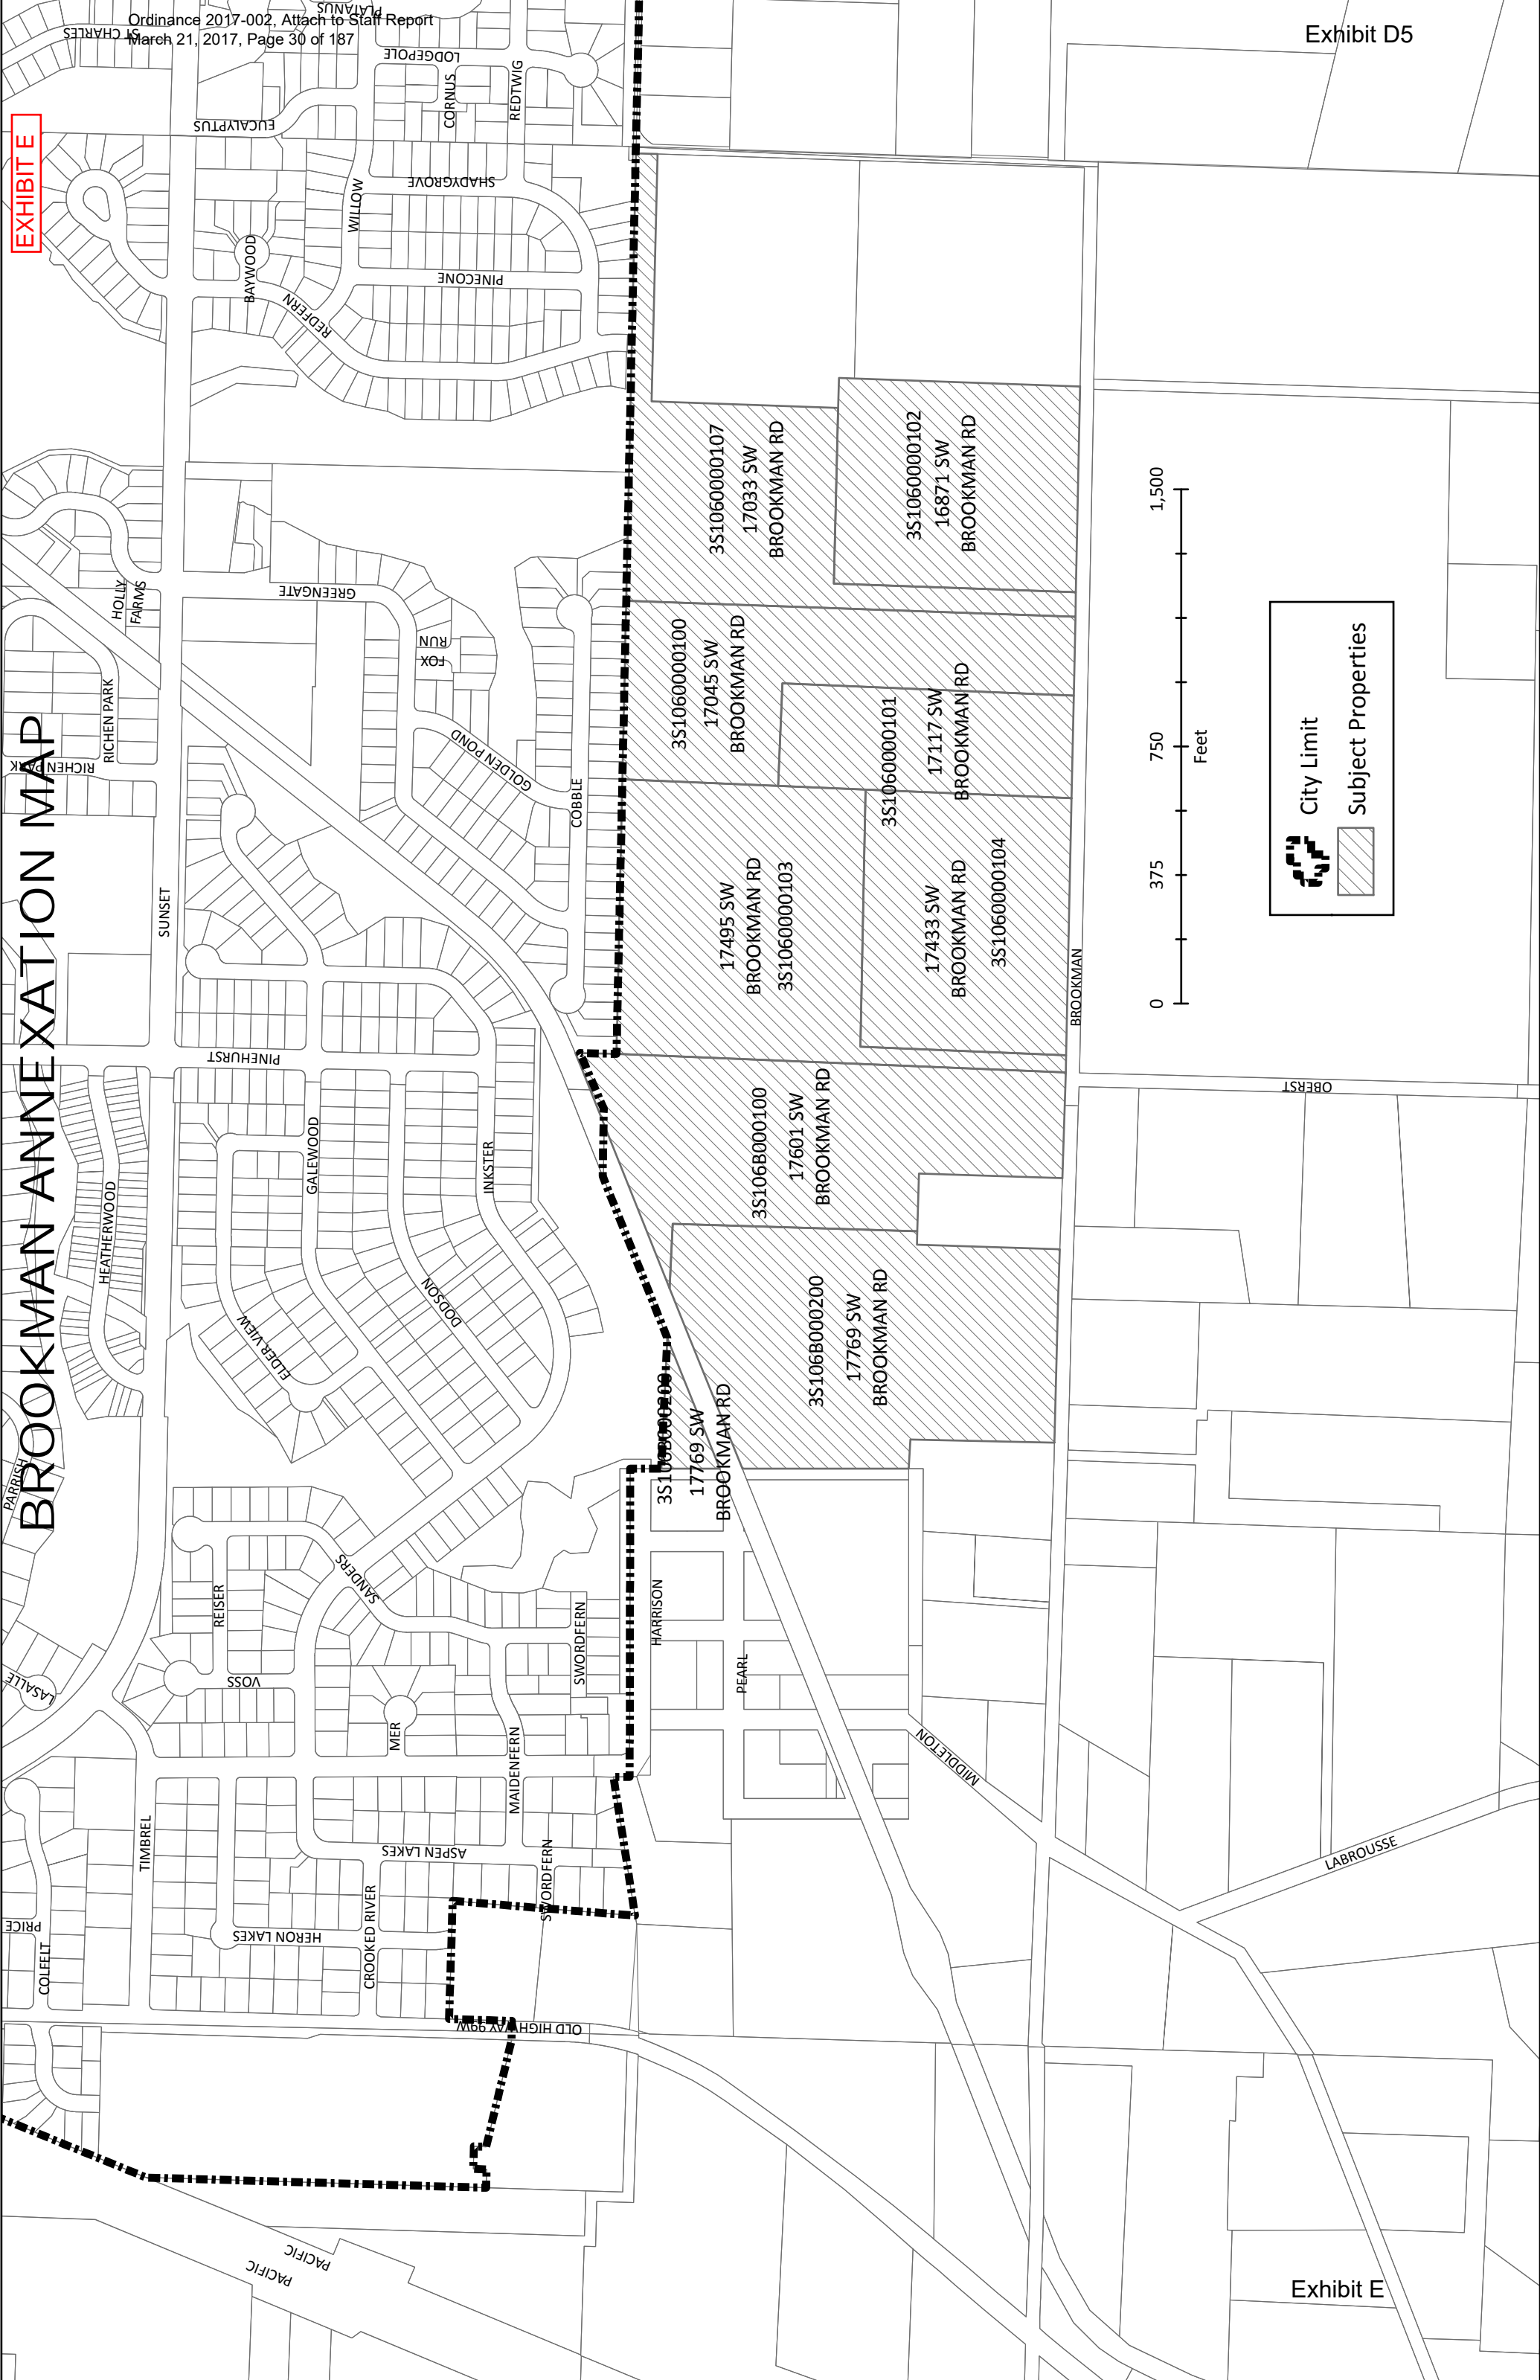 Ordinance 2017-002, Attach to Staff Report
March 21, 2017, Page 30 of 187
Exhibit D5
EXHIBIT E
BROOKMAN ANNEXATION MAP
ST CHARLES
PLATANUS
LODGEPOLE
CORNUS
REDTWIG
EUCALYPTUS
SHADYGROVE
WILLOW
BAYWOOD
PINECONE
REDFERN
HOLLY
FARMS
GREENGATE
FOX
RUN
RICHEN PARK
RICHEN PARK
GOLDEN POND
COBBLE
SUNSET
PINEHURST
GALEWOOD
INKSTER
HEATHERWOOD
DODSON
ELDER VIEW
PARRISH
SANDERS
REISER
SWORDFERN
HARRISON
VOSS
PEARL
LASALLE
MER
MAIDENFERN
MIDDLETON
TIMBREL
ASPEN LAKES
SWORDFERN
LABROUSSE
PRICE
COLFELT
HERON LAKES
CROOKED RIVER
OLD HIGHWAY 99W
PACIFIC
PACIFIC
BROOKMAN
OBERST
3S1060000107
17033 SW
BROOKMAN RD
3S1060000102
16871 SW
BROOKMAN RD
3S1060000100
17045 SW
BROOKMAN RD
3S1060000101
17117 SW
BROOKMAN RD
17495 SW
BROOKMAN RD
3S1060000103
17433 SW
BROOKMAN RD
3S1060000104
3S106B000100
17601 SW
BROOKMAN RD
3S106B000200
17769 SW
BROOKMAN RD
3S106B000200
17769 SW
BROOKMAN RD
0 375 750 1,500
Feet
City Limit
Subject Properties
Exhibit E